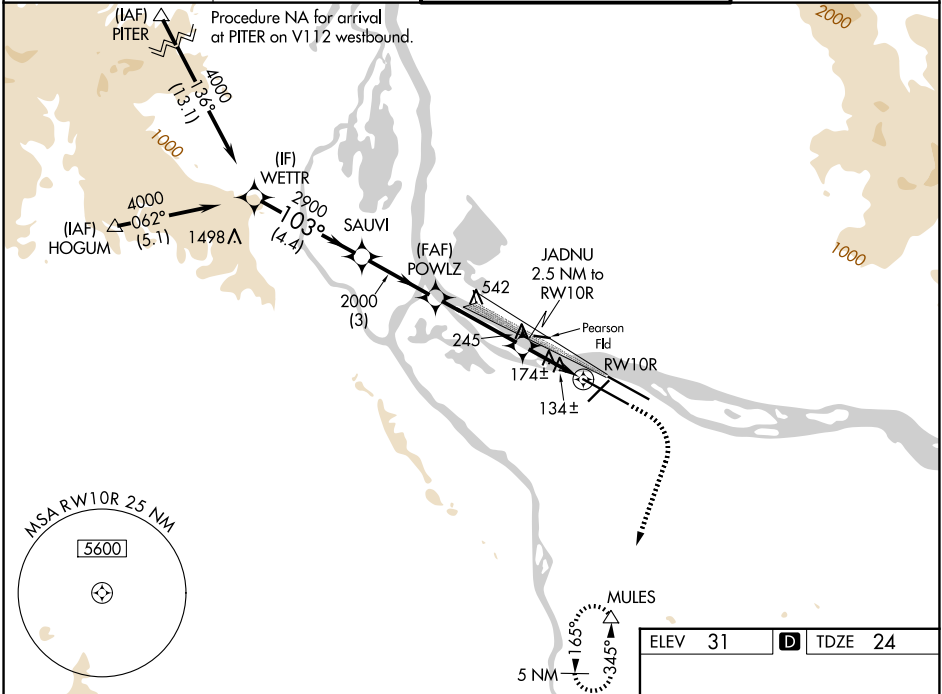 (IAF)
PITER
Procedure NA for arrival
at PITER on V112 westbound.
2000
4000
136°
(13.1)
1000
(IF)
WETTR
4000
062°
(5.1)
(IAF)
HOGUM
1498
2900
103°
(4.4)
SAUVI
(FAF)
POWLZ
2000
(3)
542
JADNU
2.5 NM to
RW10R
1000
245
Pearson
Fld
174±
134±
RW10R
MSA RW10R 25 NM
5600
MULES
165°
345°
5 NM
ELEV 31 D TDZE 24